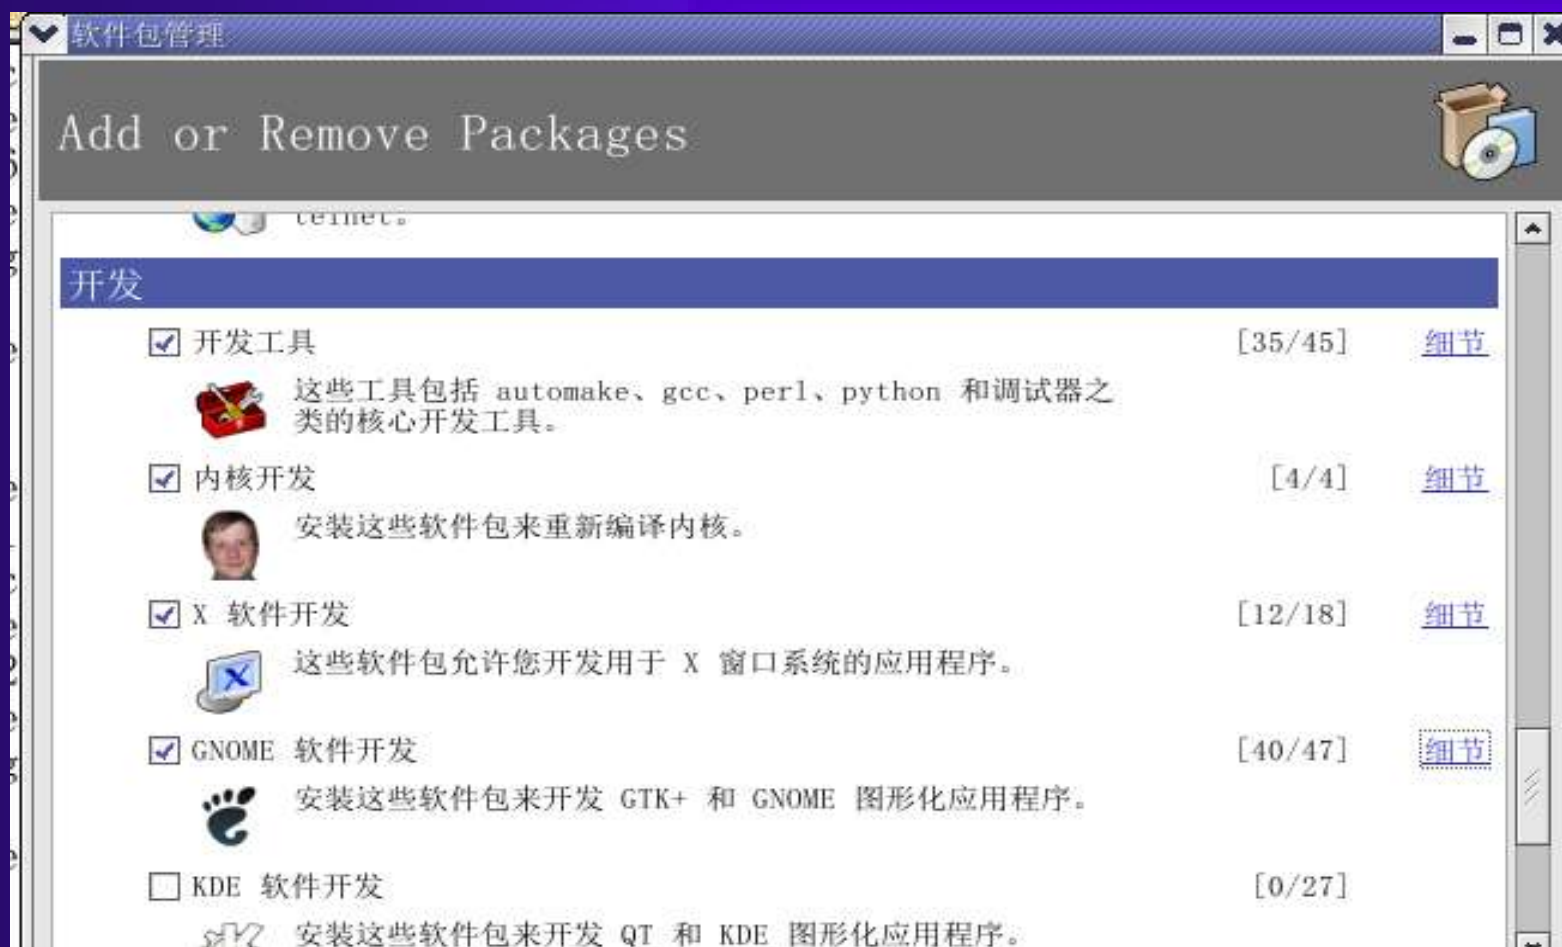 软件包管理
Add or Remove Packages
telnet。
开发
开发工具 [35/45] 细节
这些工具包括 automake、gcc、perl、python 和调试器之
类的核心开发工具。
内核开发 [4/4] 细节
安装这些软件包来重新编译内核。
X 软件开发 [12/18] 细节
这些软件包允许您开发用于 X 窗口系统的应用程序。
GNOME 软件开发 [40/47] 细节
安装这些软件包来开发 GTK+ 和 GNOME 图形化应用程序。
KDE 软件开发 [0/27]
安装这些软件包来开发 QT 和 KDE 图形化应用程序。